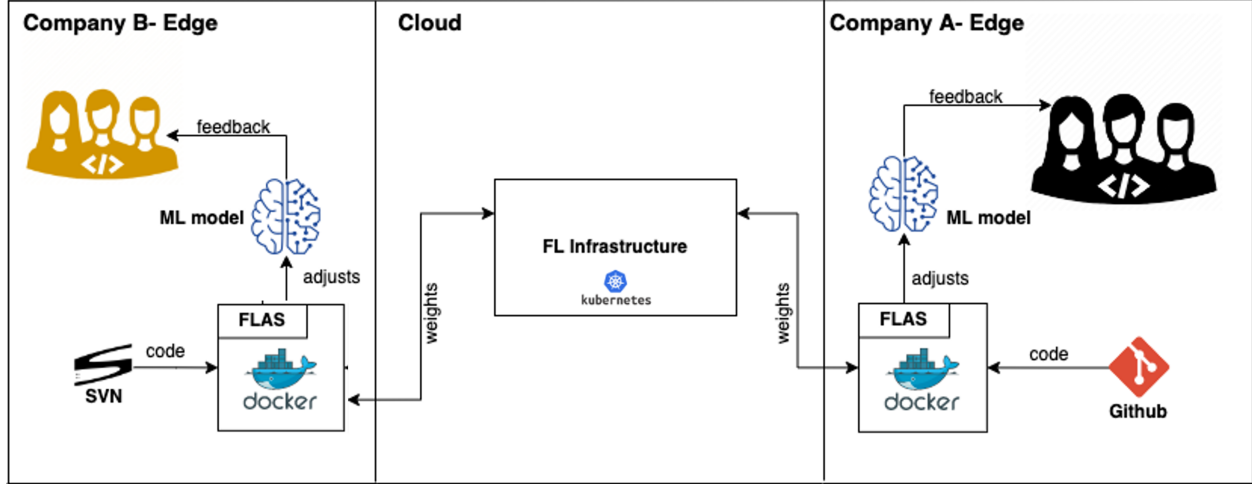 Company B- Edge
Cloud
Company A- Edge
feedback
</>
ML model
adjusts
FLAS
docker
code
SVN
weights
FL Infrastructure
kubernetes
weights
feedback
</>
ML model
adjusts
FLAS
docker
code
Github